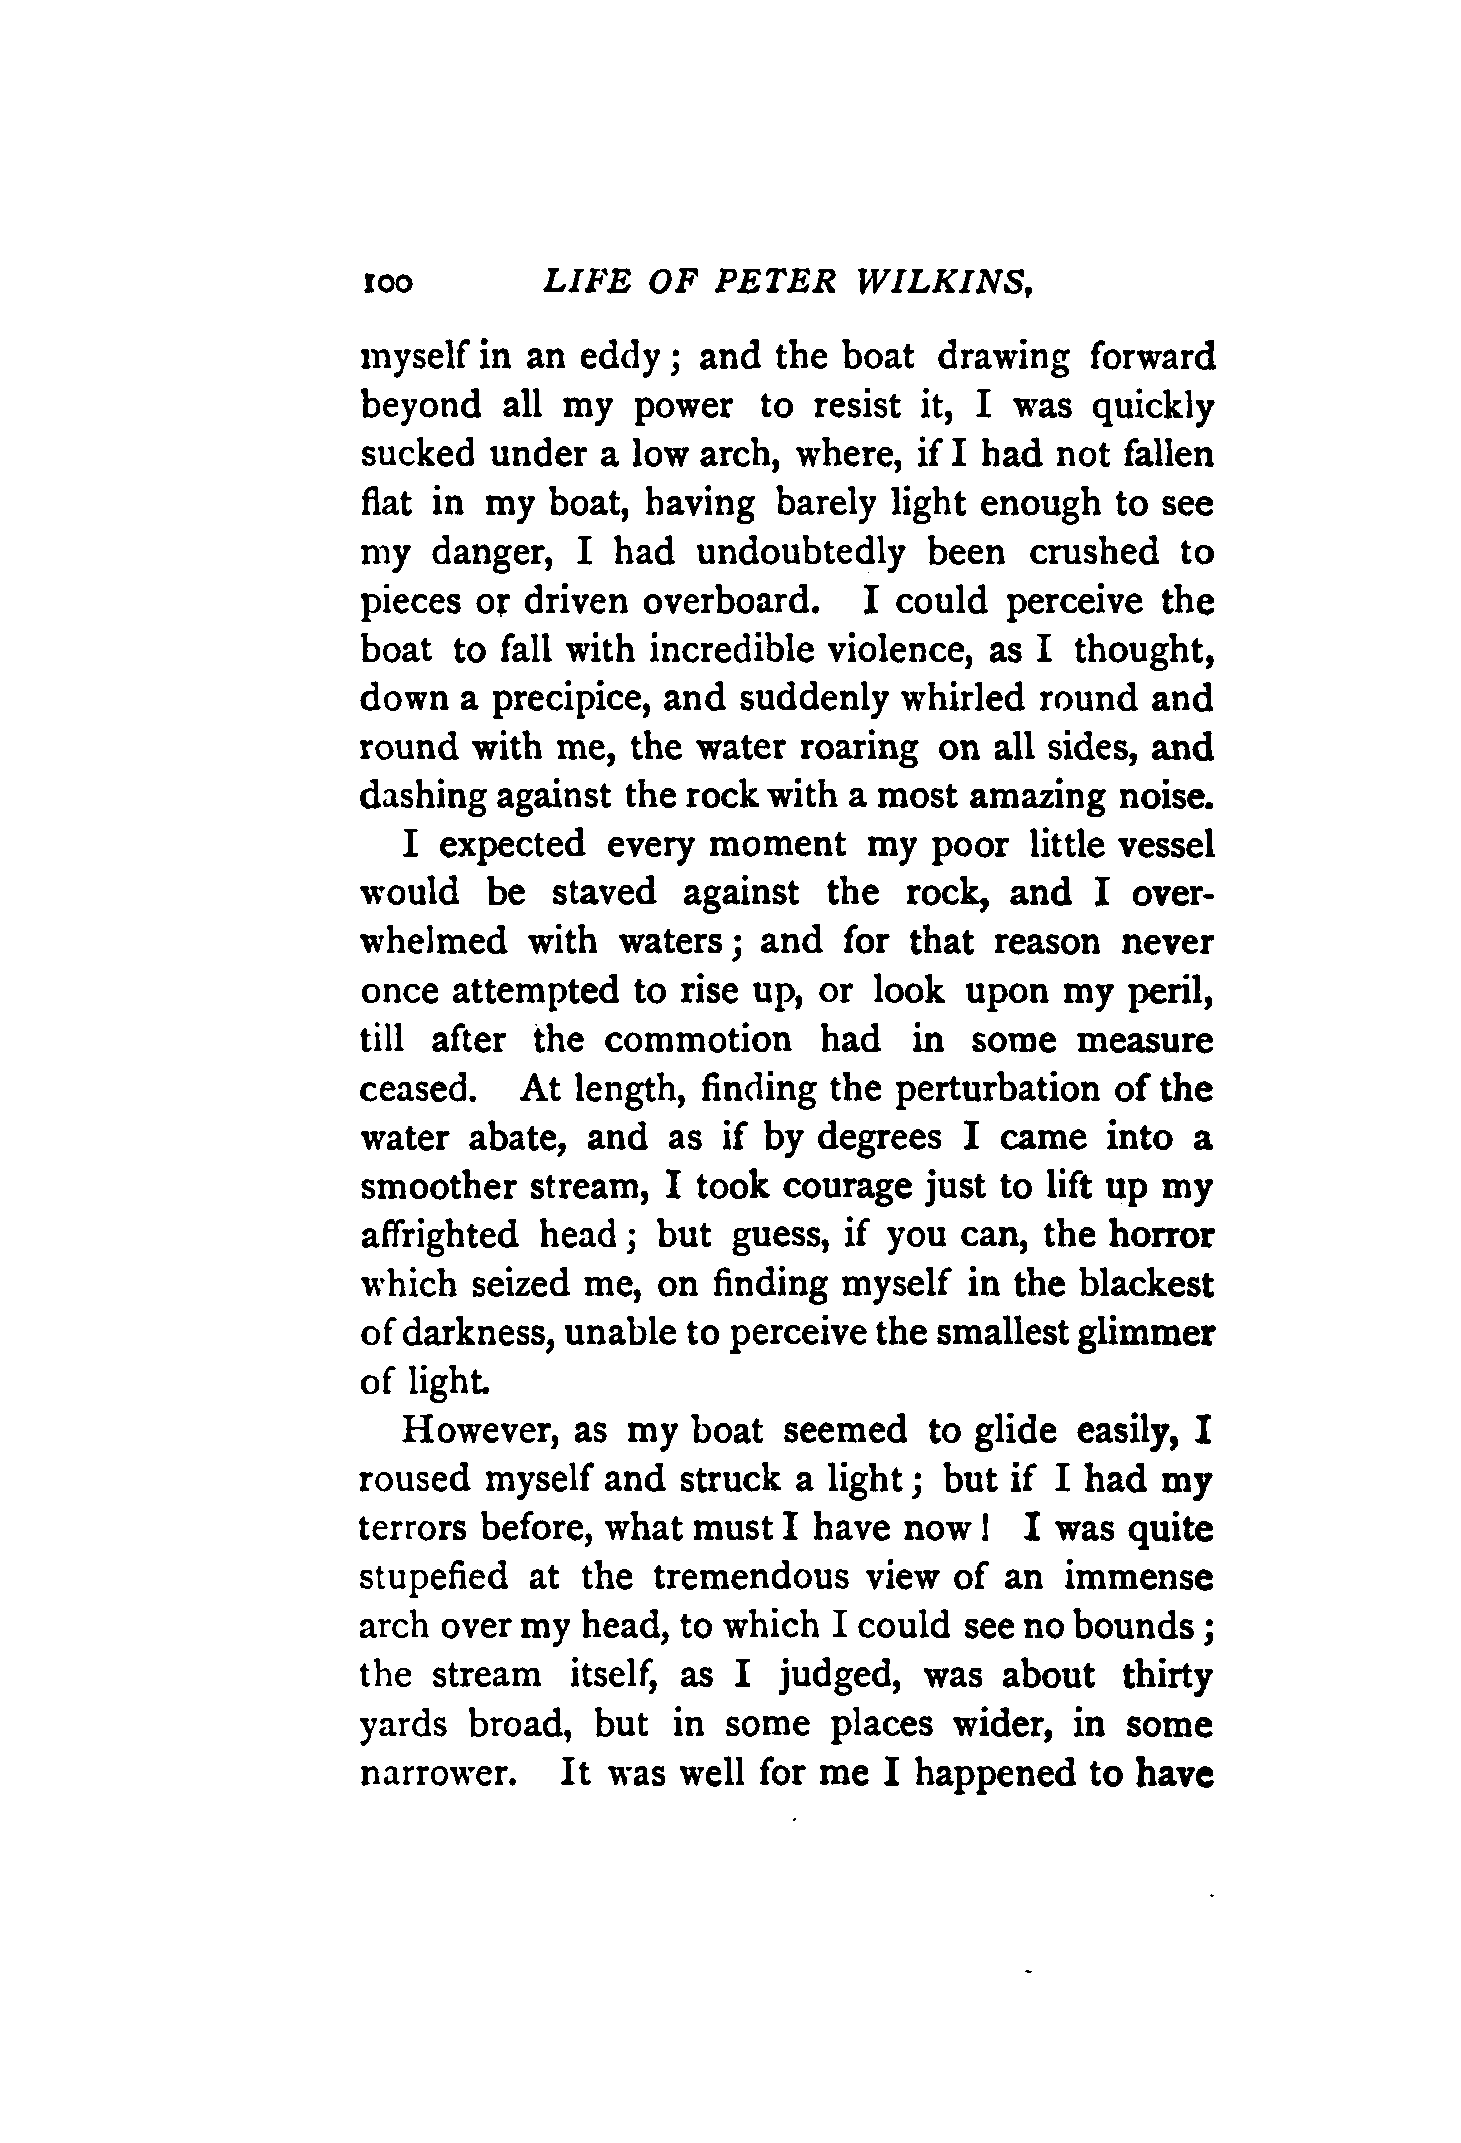 100 LIFE OF PETER WILKINS,
myself in an eddy; and the boat drawing forward
beyond all my power to resist it, I was quickly
sucked under a low arch, where, if I had not fallen
flat in my boat, having barely light enough to see
my danger, I had undoubtedly been crushed to
pieces or driven overboard. I could perceive the
boat to fall with incredible violence, as I thought,
down a precipice, and suddenly whirled round and
round with me, the water roaring on all sides, and
dashing against the rock with a most amazing noise.
I expected every moment my poor little vessel
would be staved against the rock, and I over-
whelmed with waters; and for that reason never
once attempted to rise up, or look upon my peril,
till after the commotion had in some measure
ceased. At length, finding the perturbation of the
water abate, and as if by degrees I came into a
smoother stream, I took courage just to lift up my
affrighted head; but guess, if you can, the horror
which seized me, on finding myself in the blackest
of darkness, unable to perceive the smallest glimmer
of light.
However, as my boat seemed to glide easily, I
roused myself and struck a light; but if I had my
terrors before, what must I have now! I was quite
stupefied at the tremendous view of an immense
arch over my head, to which I could see no bounds;
the stream itself, as I judged, was about thirty
yards broad, but in some places wider, in some
narrower. It was well for me I happened to have